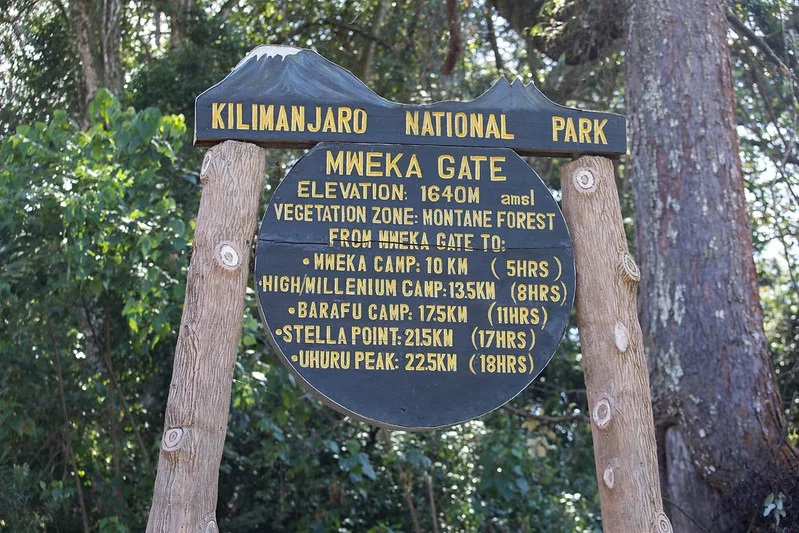 KILIMANJARO NATIONAL PARK
MWEKA GATE
ELEVATION: 1640M amsl
VEGETATION ZONE: MONTANE FOREST
FROM MWEKA GATE TO:
•MWEKA CAMP: 10 KM (5HRS)
•HIGH/MILLENIUM CAMP: 13.5KM (8HRS)
•BARAFU CAMP: 17.5KM (11HRS)
•STELLA POINT: 21.5KM (17HRS)
•UHURU PEAK: 22.5KM (18HRS)